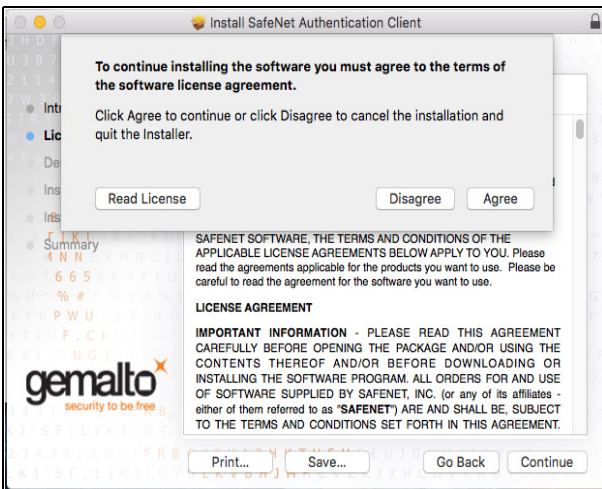 Install SafeNet Authentication Client
To continue installing the software you must agree to the terms of
the software license agreement.
Click Agree to continue or click Disagree to cancel the installation and
quit the Installer.
Read License
Disagree
Agree
Lic
De
Ins
Summary
SAFENET SOFTWARE, THE TERMS AND CONDITIONS OF THE
APPLICABLE LICENSE AGREEMENTS BELOW APPLY TO YOU. Please
read the agreements applicable for the products you want to use. Please be
careful to read the agreement for the software you want to use.
LICENSE AGREEMENT
IMPORTANT INFORMATION - PLEASE READ THIS AGREEMENT
CAREFULLY BEFORE OPENING THE PACKAGE AND/OR USING THE
CONTENTS THEREOF AND/OR BEFORE DOWNLOADING OR
INSTALLING THE SOFTWARE PROGRAM. ALL ORDERS FOR AND USE
OF SOFTWARE SUPPLIED BY SAFENET, INC. (or any of its affiliates -
either of them referred to as "SAFENET") ARE AND SHALL BE, SUBJECT
TO THE TERMS AND CONDITIONS SET FORTH IN THIS AGREEMENT.
gemalto
security to be free
Print...
Save...
Go Back
Continue